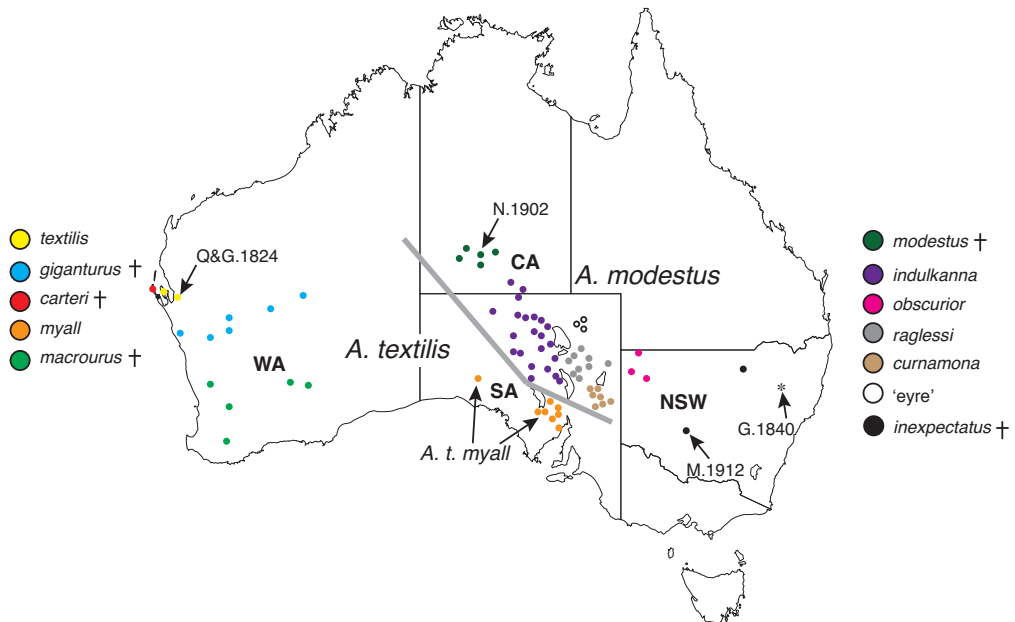 N.1902
Q&G.1824
CA
A. modestus
A. textilis
WA
SA
NSW
A. t. myall
G.1840
*
M.1912
textilis
giganturus †
carteri †
myall
macrourus †
modestus †
indulkanna
obscurior
raglessi
curnamona
‘eyre’
inexpectatus †